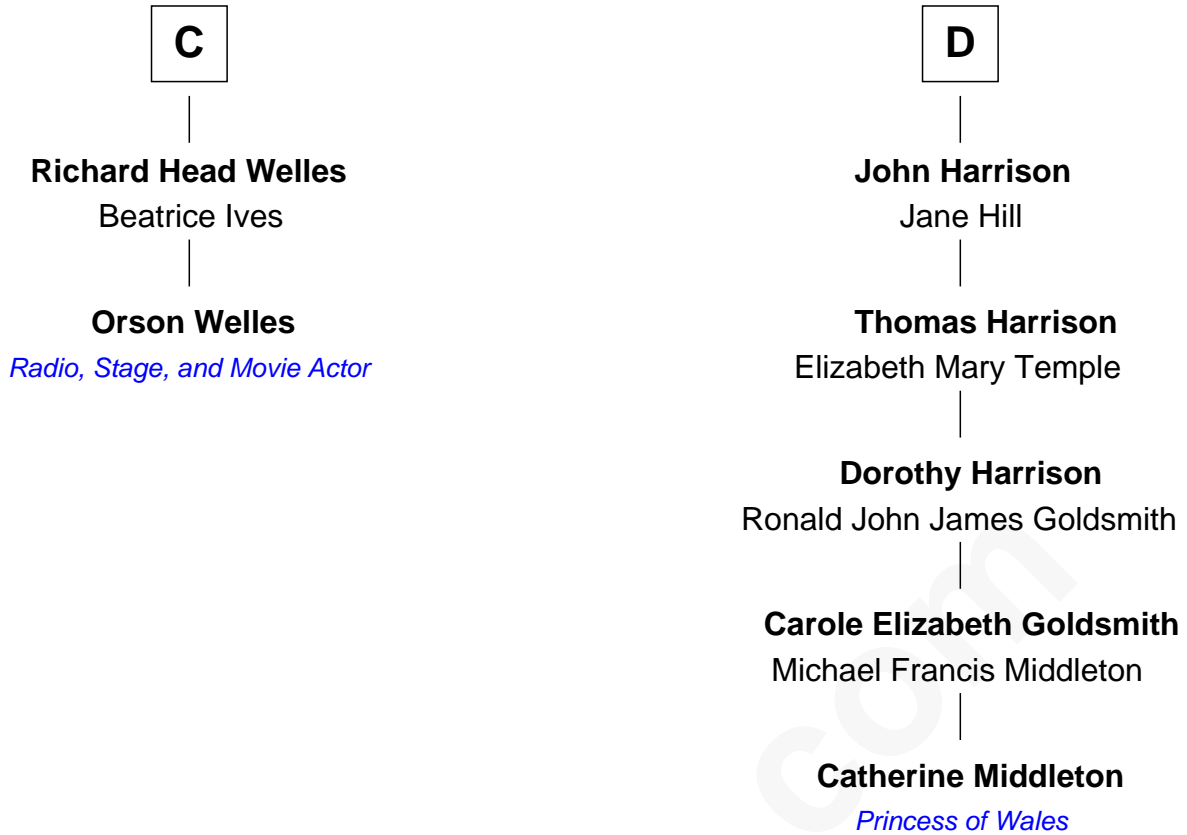 C
Richard Head Welles
Beatrice Ives
Orson Welles
Radio, Stage, and Movie Actor
D
John Harrison
Jane Hill
Thomas Harrison
Elizabeth Mary Temple
Dorothy Harrison
Ronald John James Goldsmith
Carole Elizabeth Goldsmith
Michael Francis Middleton
Catherine Middleton
Princess of Wales
com